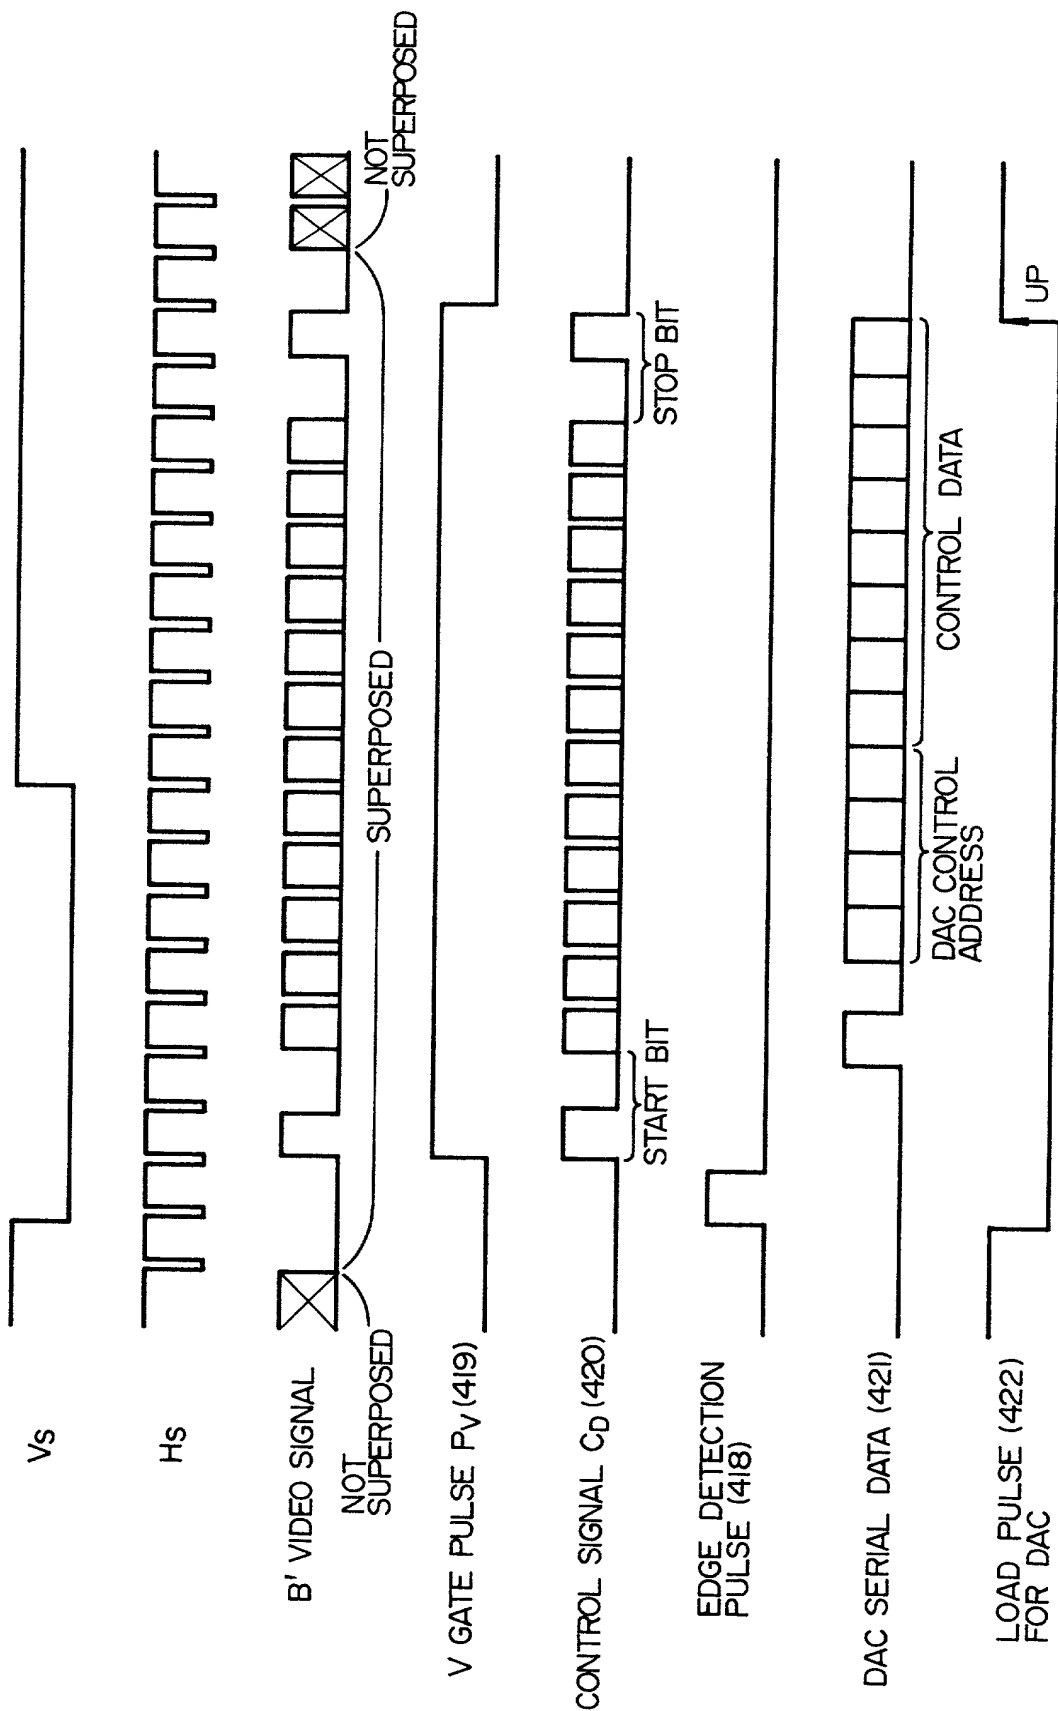 Vs
Hs
B' VIDEO SIGNAL
NOT
SUPERPOSED
SUPERPOSED
NOT
SUPERPOSED
V GATE PULSE PV (419)
CONTROL SIGNAL CD (420)
START BIT
STOP BIT
EDGE DETECTION
PULSE (418)
DAC SERIAL DATA (421)
DAC CONTROL
ADDRESS
CONTROL DATA
LOAD PULSE (422)
FOR DAC
UP